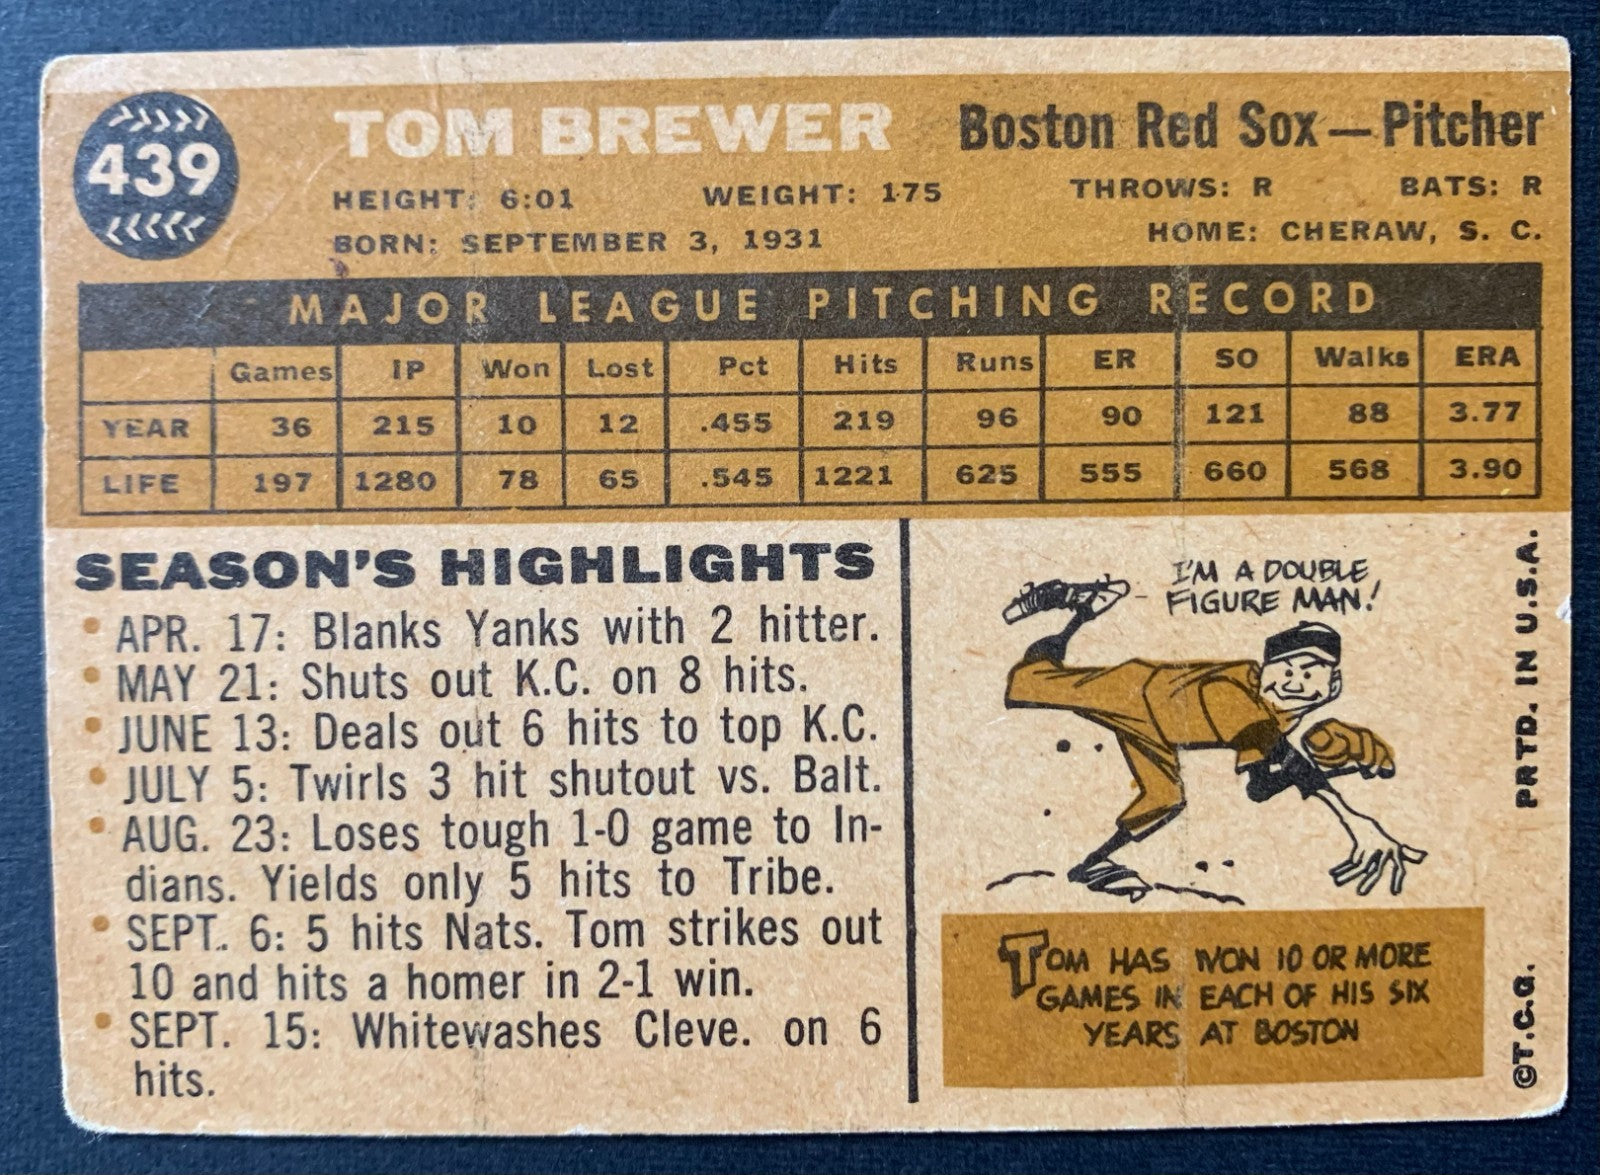 439
TOM BREWER
Boston Red Sox — Pitcher
HEIGHT: 6:01 WEIGHT: 175 THROWS: R BATS: R
BORN: SEPTEMBER 3, 1931 HOME: CHERAW, S. C.
MAJOR LEAGUE PITCHING RECORD
Games IP Won Lost Pct Hits Runs ER SO Walks ERA
YEAR 36 215 10 12 .455 219 96 90 121 88 3.77
LIFE 197 1280 78 65 .545 1221 625 555 660 568 3.90
SEASON'S HIGHLIGHTS
• APR. 17: Blanks Yanks with 2 hitter.
• MAY 21: Shuts out K.C. on 8 hits.
• JUNE 13: Deals out 6 hits to top K.C.
• JULY 5: Twirls 3 hit shutout vs. Balt.
• AUG. 23: Loses tough 1-0 game to In-
dians. Yields only 5 hits to Tribe.
• SEPT. 6: 5 hits Nats. Tom strikes out
10 and hits a homer in 2-1 win.
• SEPT. 15: Whitewashes Cleve. on 6
hits.
I'M A DOUBLE
FIGURE MAN!
TOM HAS WON 10 OR MORE
GAMES IN EACH OF HIS SIX
YEARS AT BOSTON
©T.C.G. PRTD. IN U.S.A.